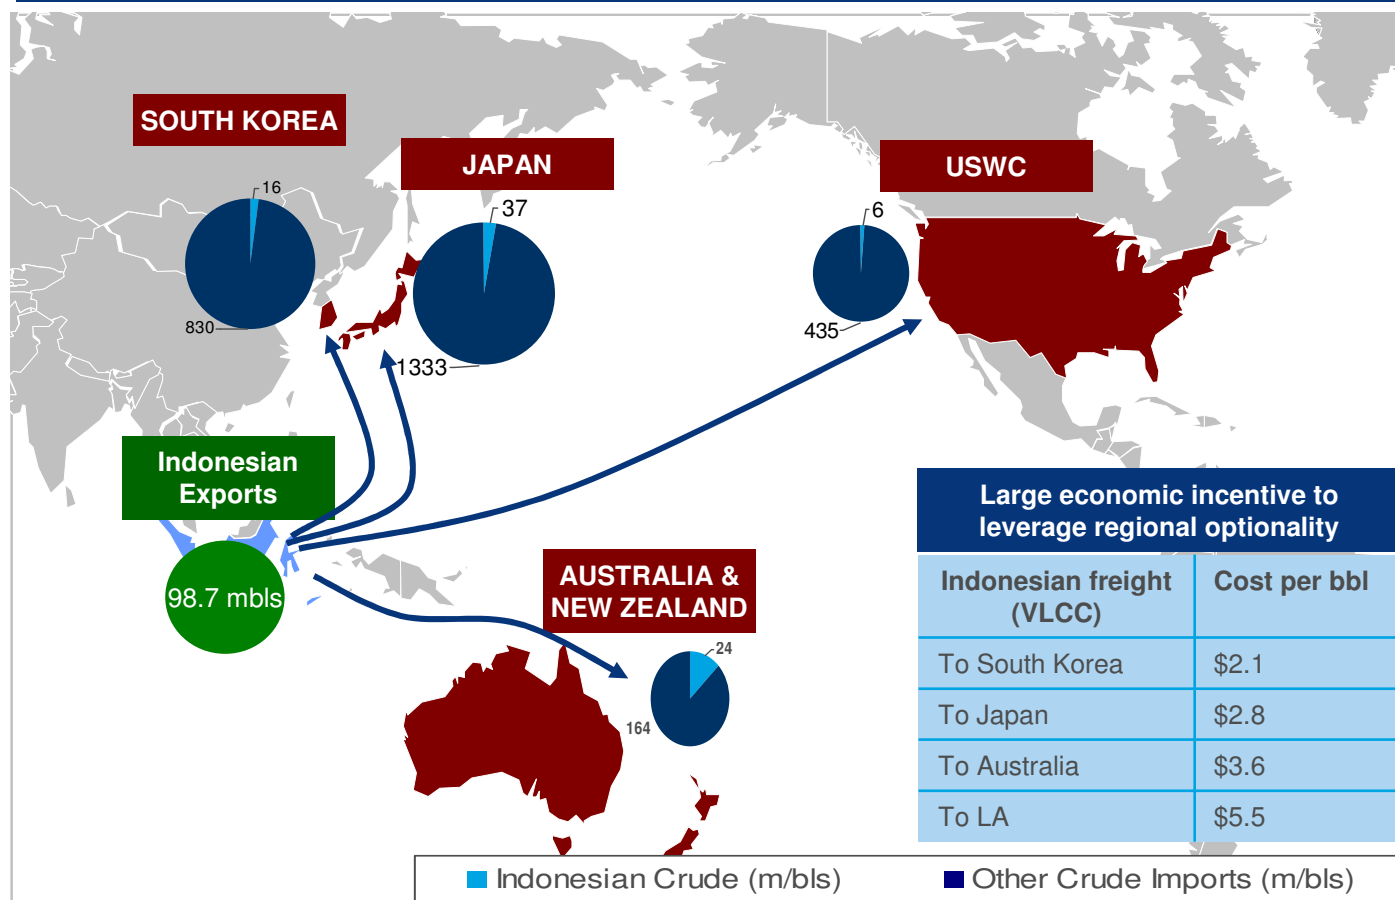 SOUTH KOREA
16
830
JAPAN
37
1333
USWC
6
435
Indonesian
Exports
98.7 mbls
AUSTRALIA &
NEW ZEALAND
24
164
Large economic incentive to
leverage regional optionality
Indonesian freight
(VLCC)
Cost per bbl
To South Korea
$2.1
To Japan
$2.8
To Australia
$3.6
To LA
$5.5
Indonesian Crude (m/bls)
Other Crude Imports (m/bls)